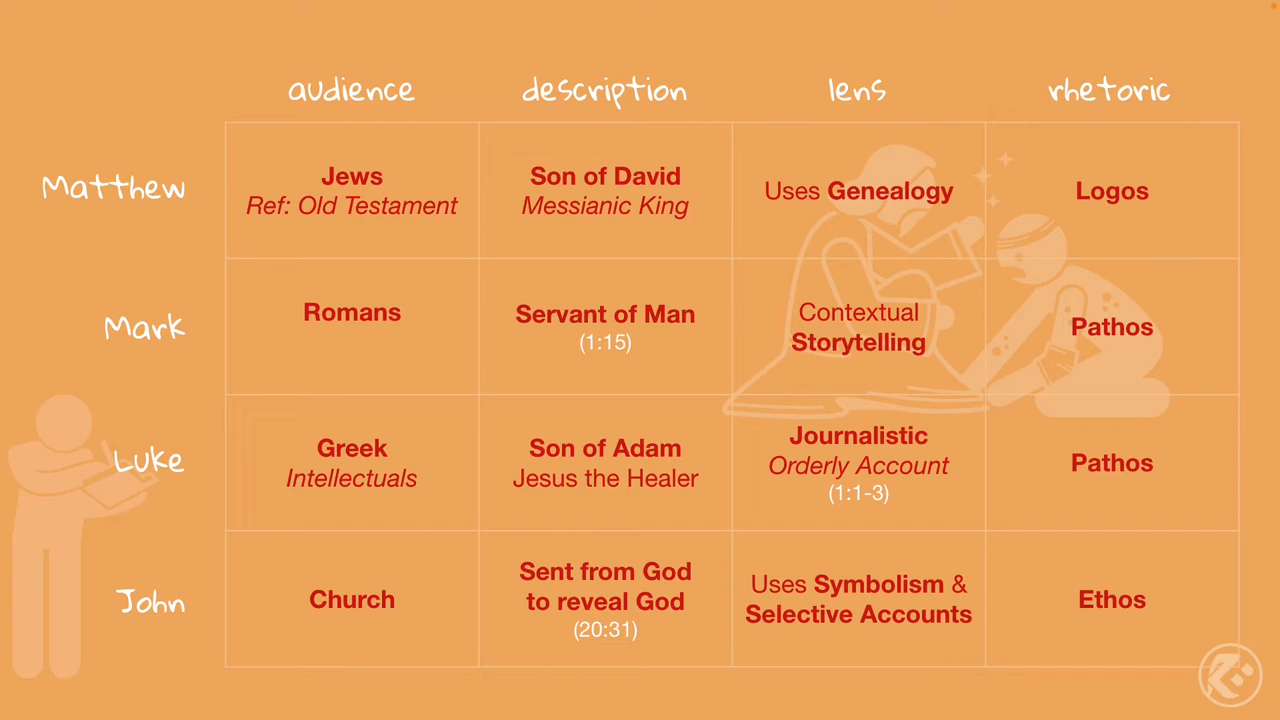 audience description lens rhetoric
Matthew
Jews
Ref: Old Testament
Son of David
Messianic King
Uses Genealogy
Logos
Mark
Romans
Servant of Man
(1:15)
Contextual
Storytelling
Pathos
Luke
Greek
Intellectuals
Son of Adam
Jesus the Healer
Journalistic
Orderly Account
(1:1-3)
Pathos
John
Church
Sent from God
to reveal God
(20:31)
Uses Symbolism &
Selective Accounts
Ethos